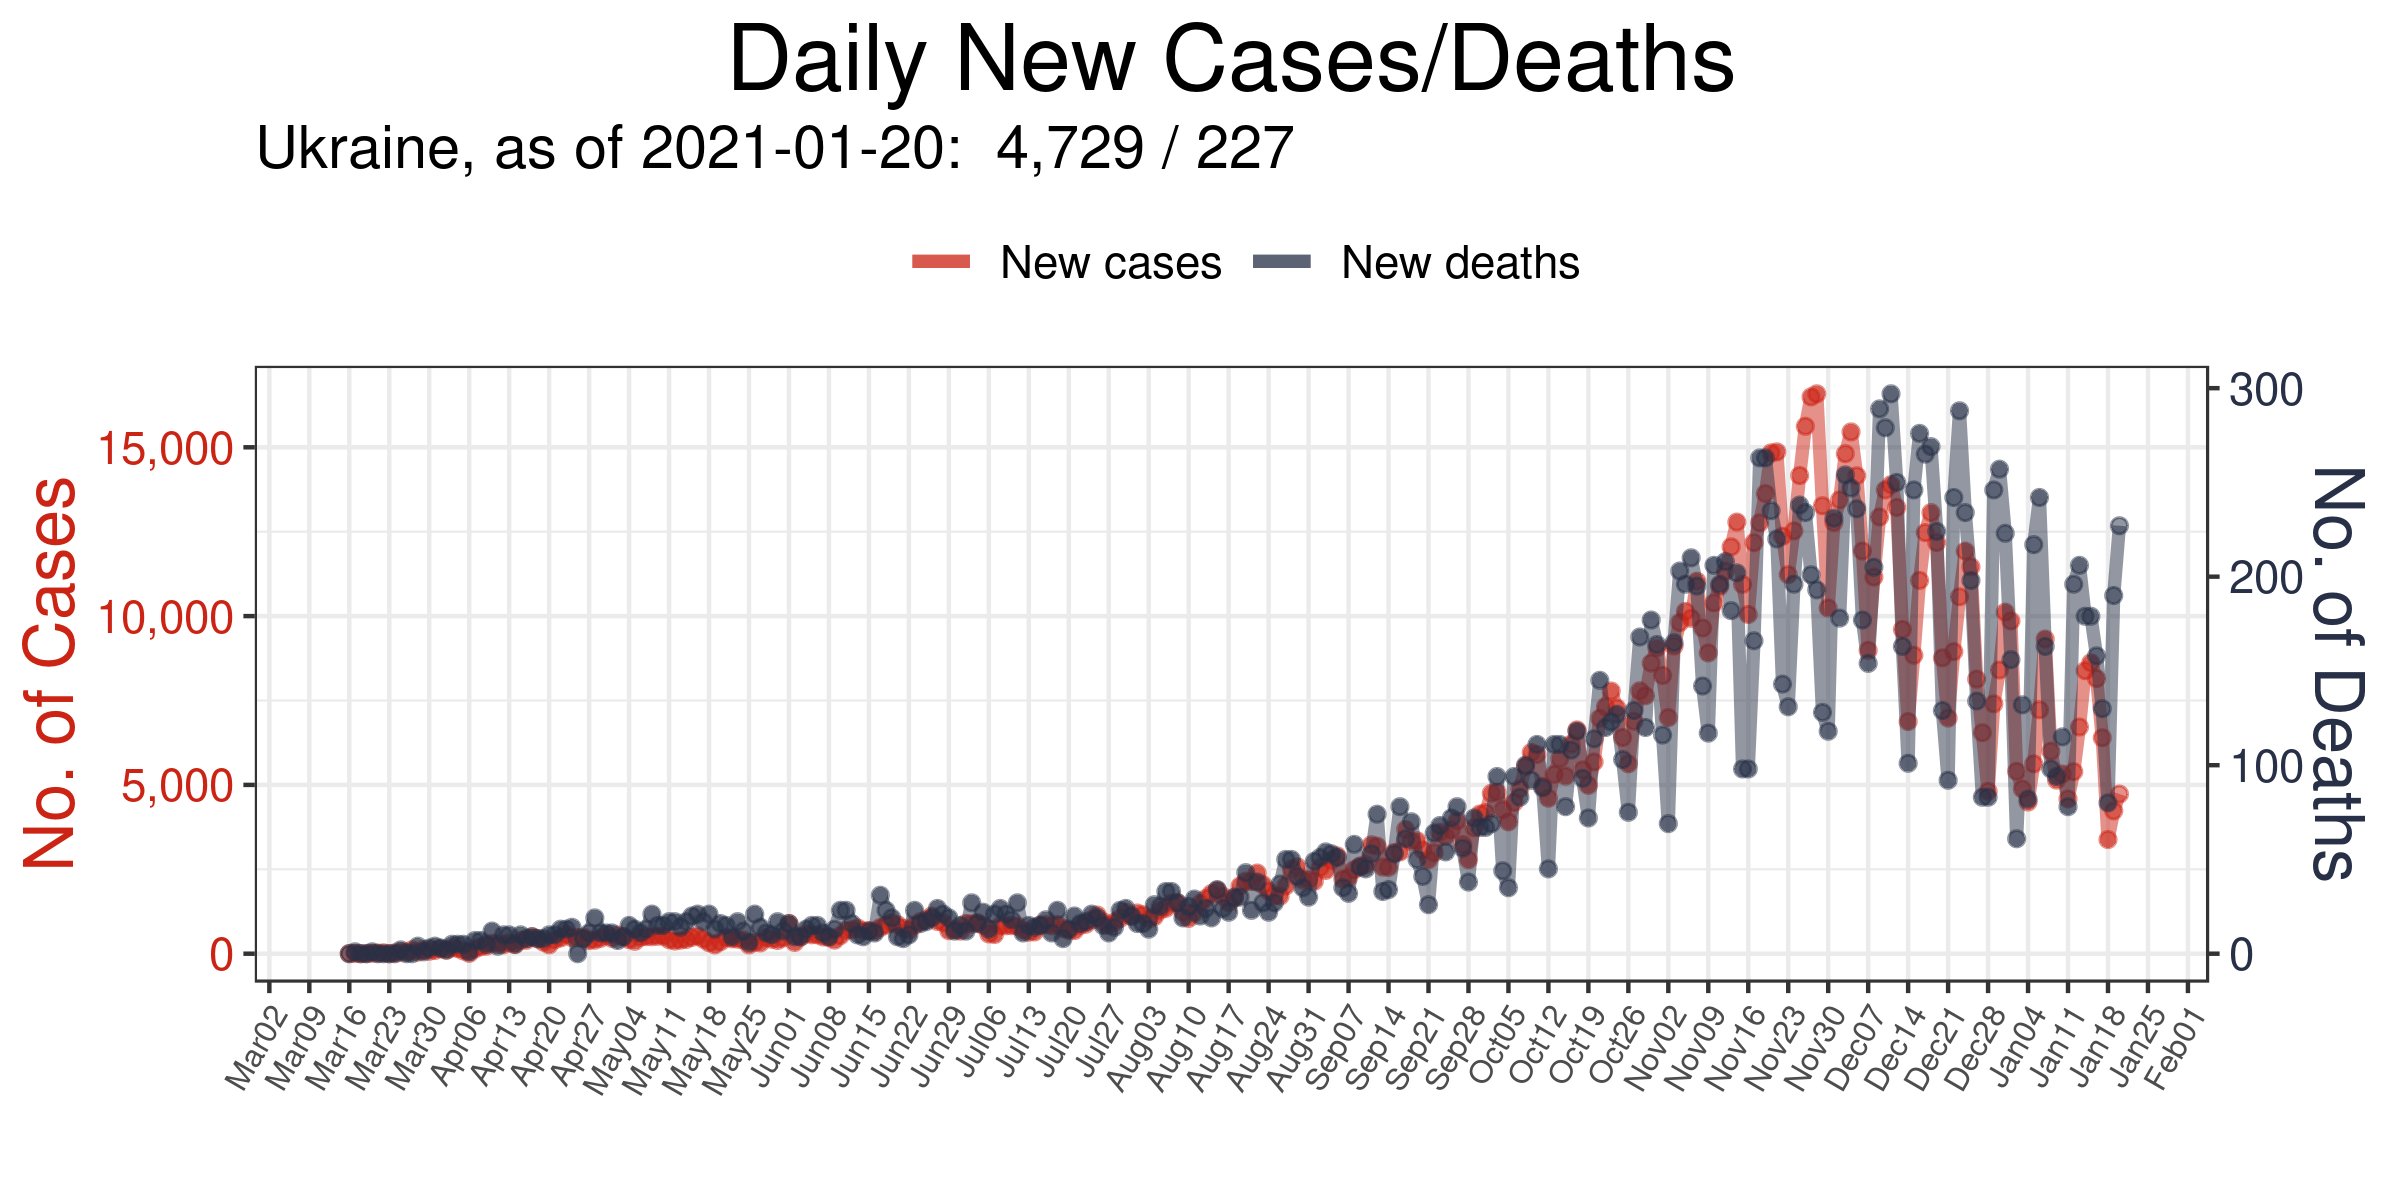 Daily New Cases/Deaths
Ukraine, as of 2021-01-20:  4,729 / 227
New cases New deaths
No. of Cases
15,000
10,000
5,000
0
300
200
100
0
No. of Deaths
Mar02 Mar09 Mar16 Mar23 Mar30 Apr06 Apr13 Apr20 Apr27 May04 May11 May18 May25 Jun01 Jun08 Jun15 Jun22 Jun29 Jul06 Jul13 Jul20 Jul27 Aug03 Aug10 Aug17 Aug24 Aug31 Sep07 Sep14 Sep21 Sep28 Oct05 Oct12 Oct19 Oct26 Nov02 Nov09 Nov16 Nov23 Nov30 Dec07 Dec14 Dec21 Dec28 Jan04 Jan11 Jan18 Jan25 Feb01